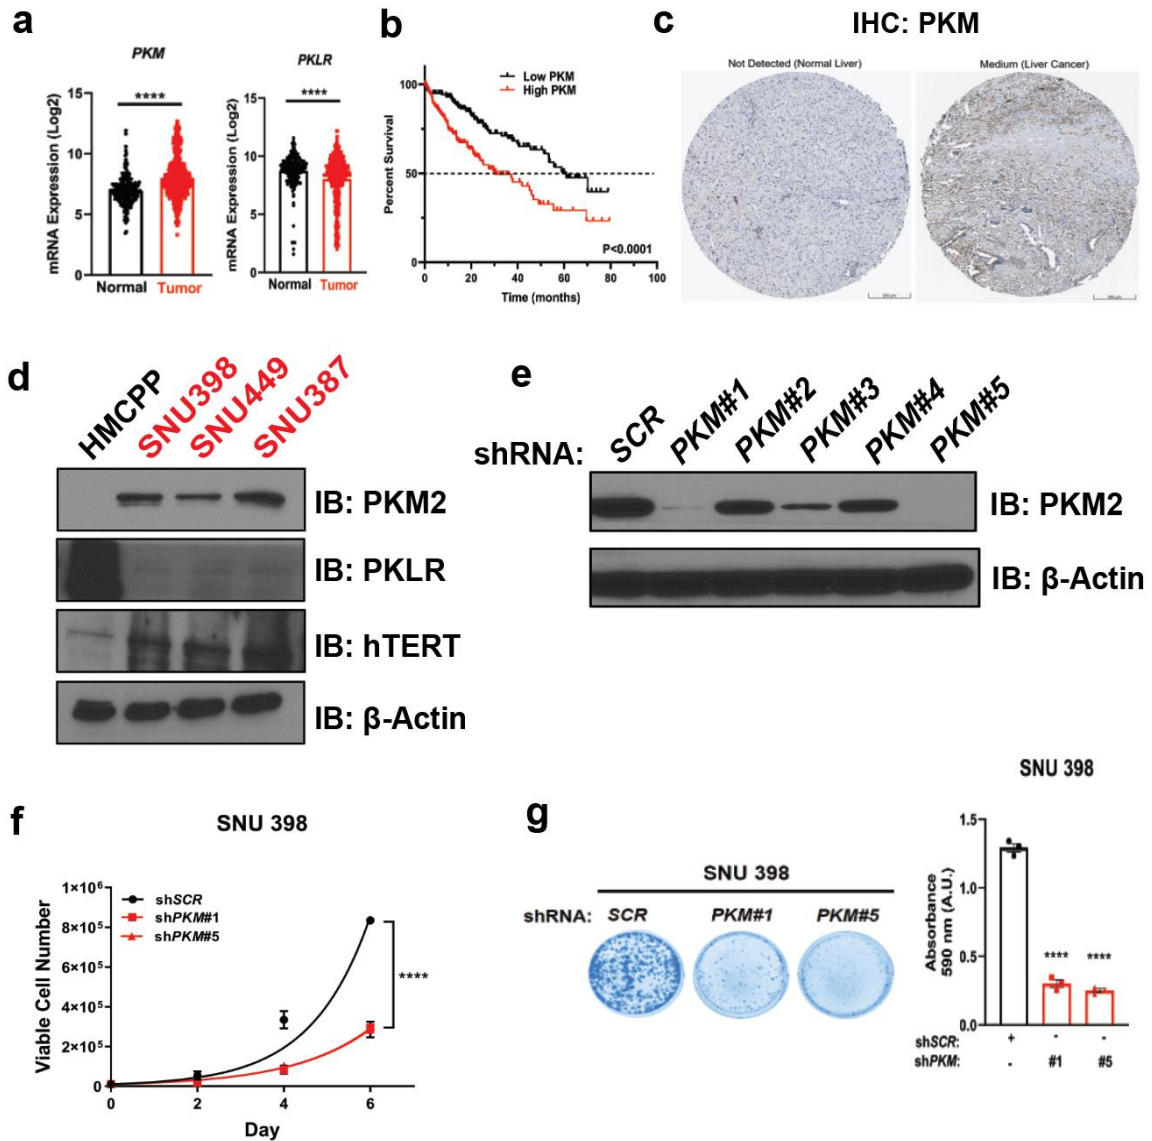 a
PKM
mRNA Expression (Log2)
15
10
5
0
****
Normal Tumor
PKLR
mRNA Expression (Log2)
15
10
5
0
****
Normal Tumor
b
Percent Survival
100
50
0
Low PKM
High PKM
P<0.0001
0 20 40 60 80 100
Time (months)
c
IHC: PKM
Not Detected (Normal Liver)
Medium (Liver Cancer)
d
HMCPP
SNU398
SNU449
SNU387
IB: PKM2
IB: PKLR
IB: hTERT
IB: β-Actin
e
shRNA:
SCR
PKM#1
PKM#2
PKM#3
PKM#4
PKM#5
IB: PKM2
IB: β-Actin
f
SNU 398
Viable Cell Number
1×10⁶
8×10⁵
6×10⁵
4×10⁵
2×10⁵
0
shSCR
shPKM#1
shPKM#5
****
0 2 4 6
Day
g
SNU 398
shRNA: SCR PKM#1 PKM#5
SNU 398
Absorbance
590 nm (A.U.)
1.5
1.0
0.5
0.0
**** ****
shSCR: + - -
shPKM: - #1 #5